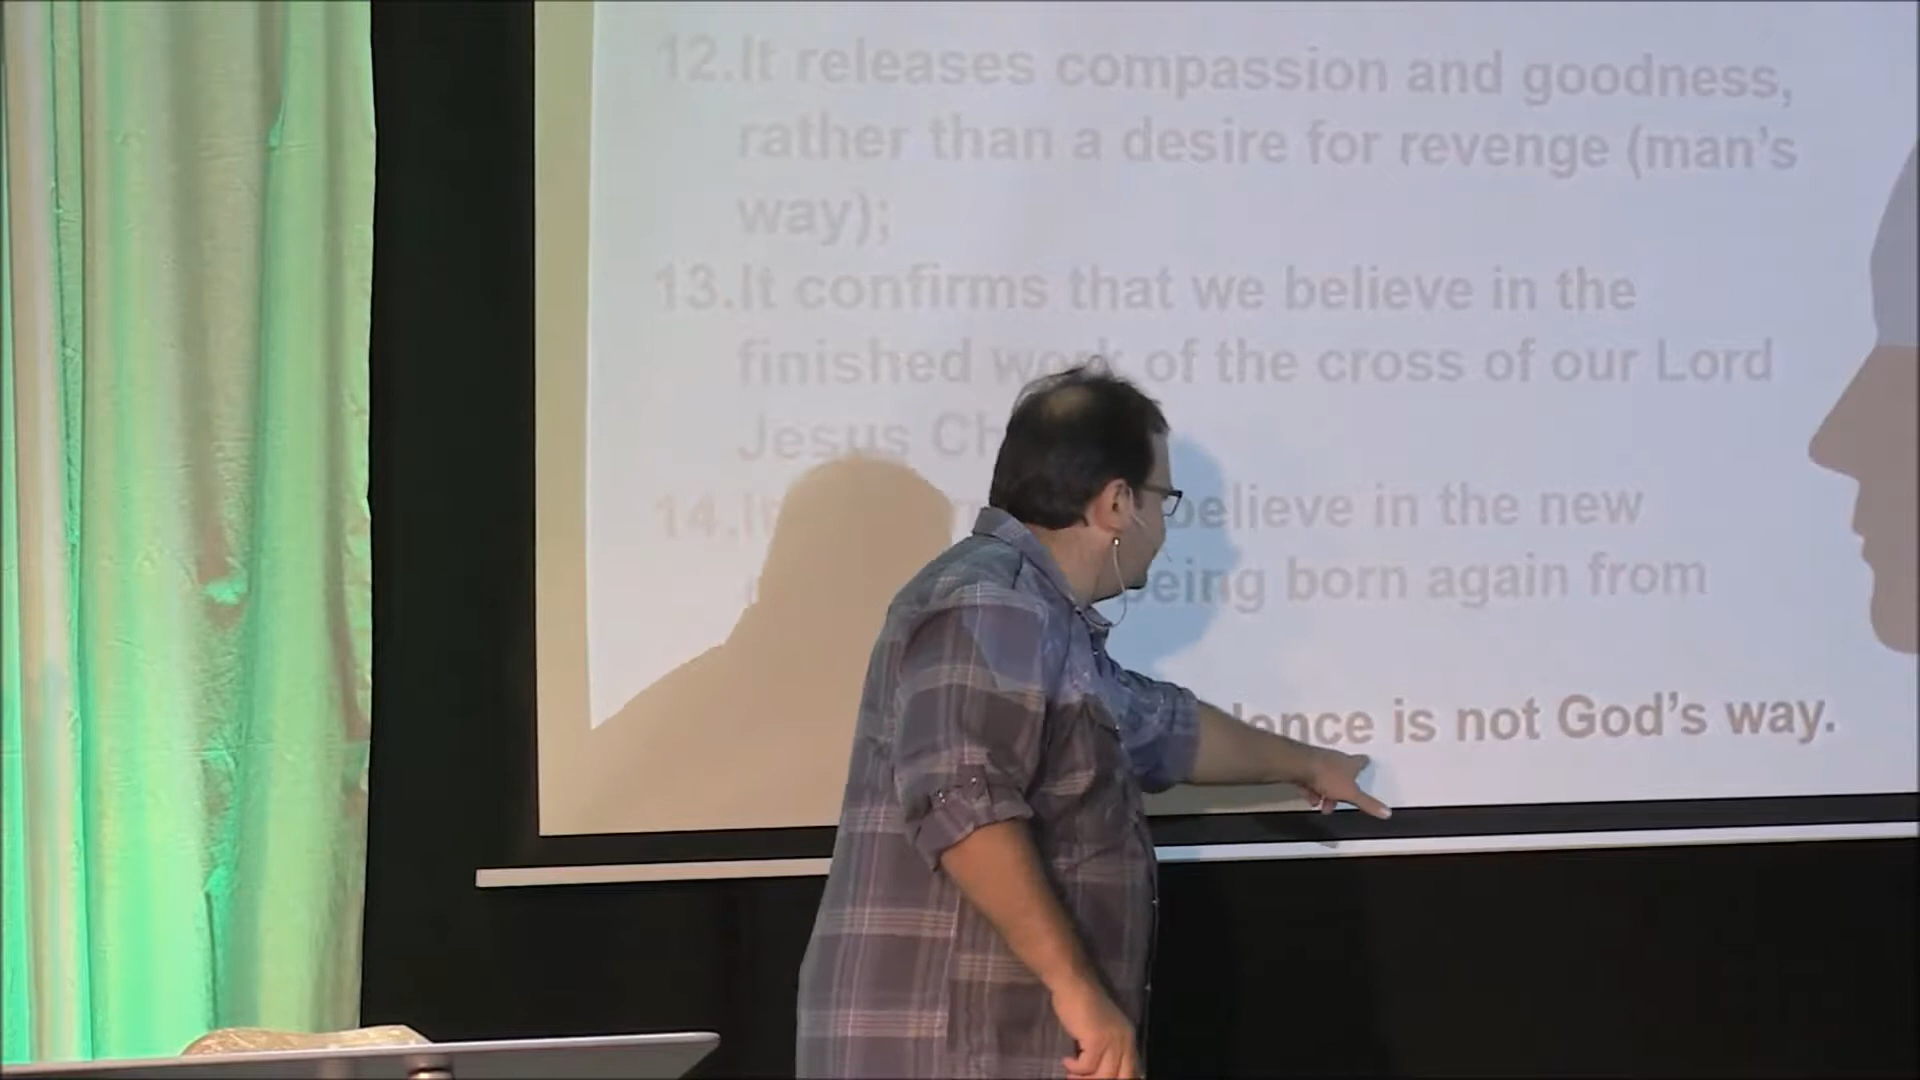 12.It releases compassion and goodness,
rather than a desire for revenge (man's
way);
13.It confirms that we believe in the
finished work of the cross of our Lord
Jesus
14. believe in the new
being born again from
is not God's way.